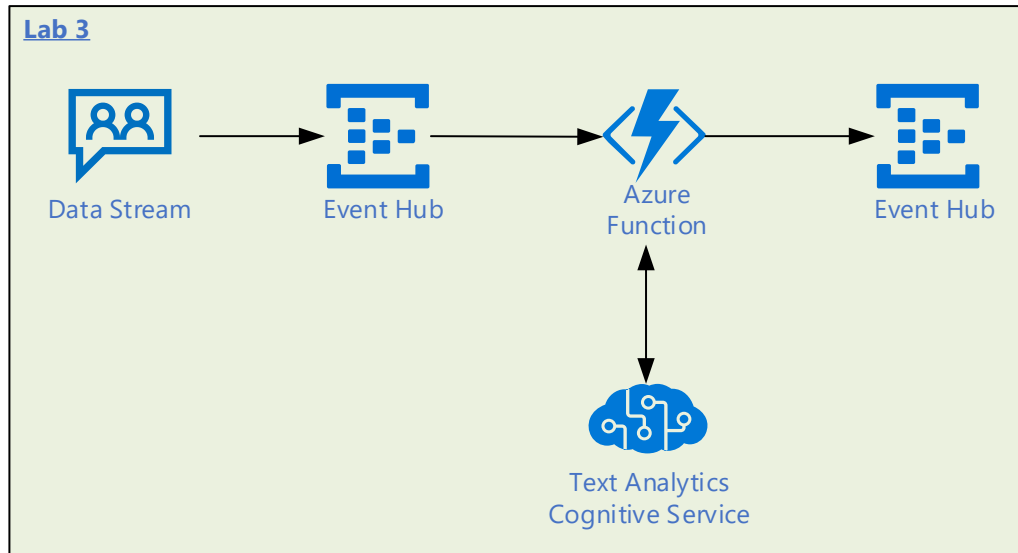 Lab 3
Data Stream
Event Hub
Azure
Function
Event Hub
Text Analytics
Cognitive Service